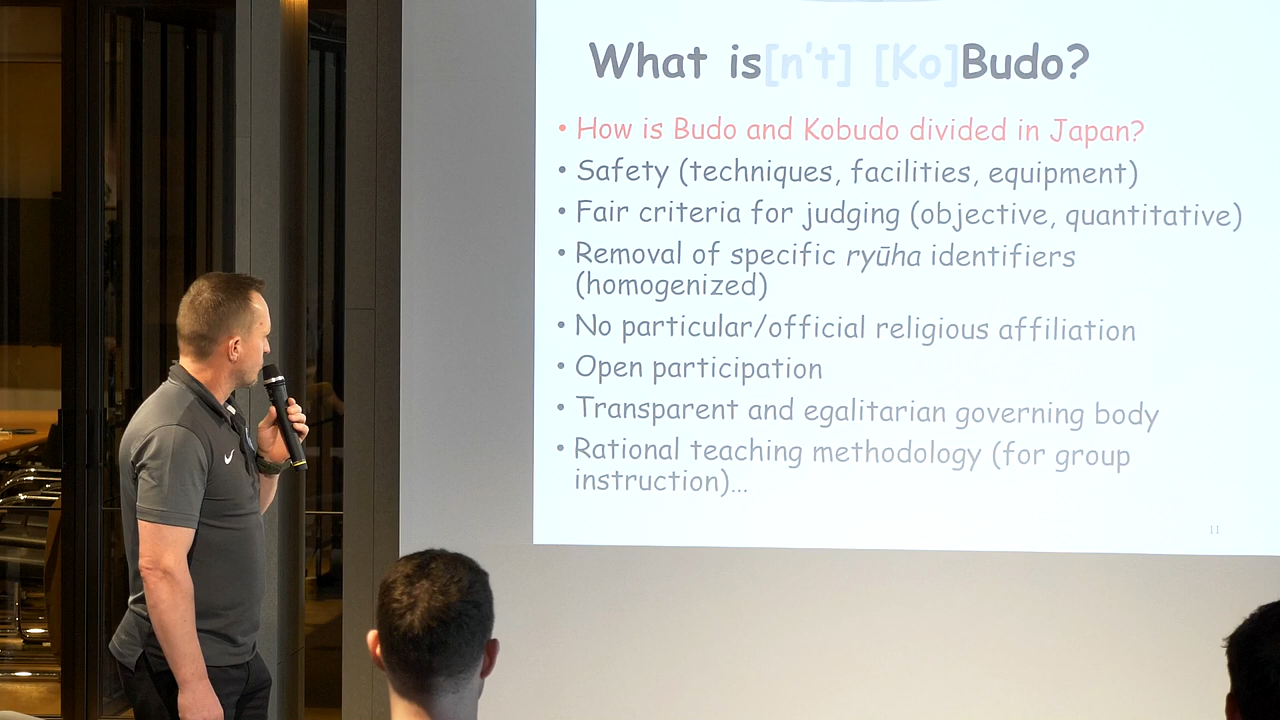 What is[n't] [Ko]Budo?
• How is Budo and Kobudo divided in Japan?
• Safety (techniques, facilities, equipment)
• Fair criteria for judging (objective, quantitative)
• Removal of specific ryūha identifiers
(homogenized)
• No particular/official religious affiliation
• Open participation
• Transparent and egalitarian governing body
• Rational teaching methodology (for group
instruction)…
11